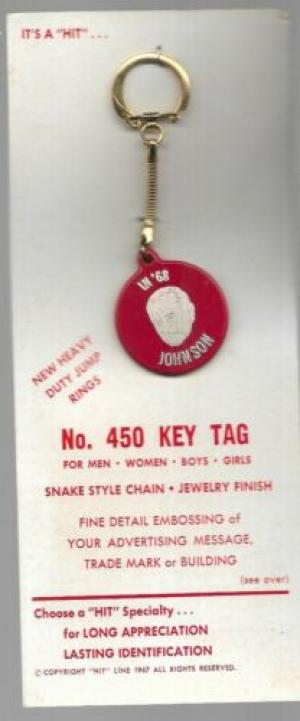 IT'S A "HIT" . . .
IN '68
JOHNSON
NEW HEAVY
DUTY JUMP
RINGS
No. 450 KEY TAG
FOR MEN • WOMEN • BOYS • GIRLS
SNAKE STYLE CHAIN • JEWELRY FINISH
FINE DETAIL EMBOSSING of
YOUR ADVERTISING MESSAGE,
TRADE MARK or BUILDING
(see over)
Choose a "HIT" Specialty . . .
for LONG APPRECIATION
LASTING IDENTIFICATION
© COPYRIGHT "HIT" LINE 1967 ALL RIGHTS RESERVED.